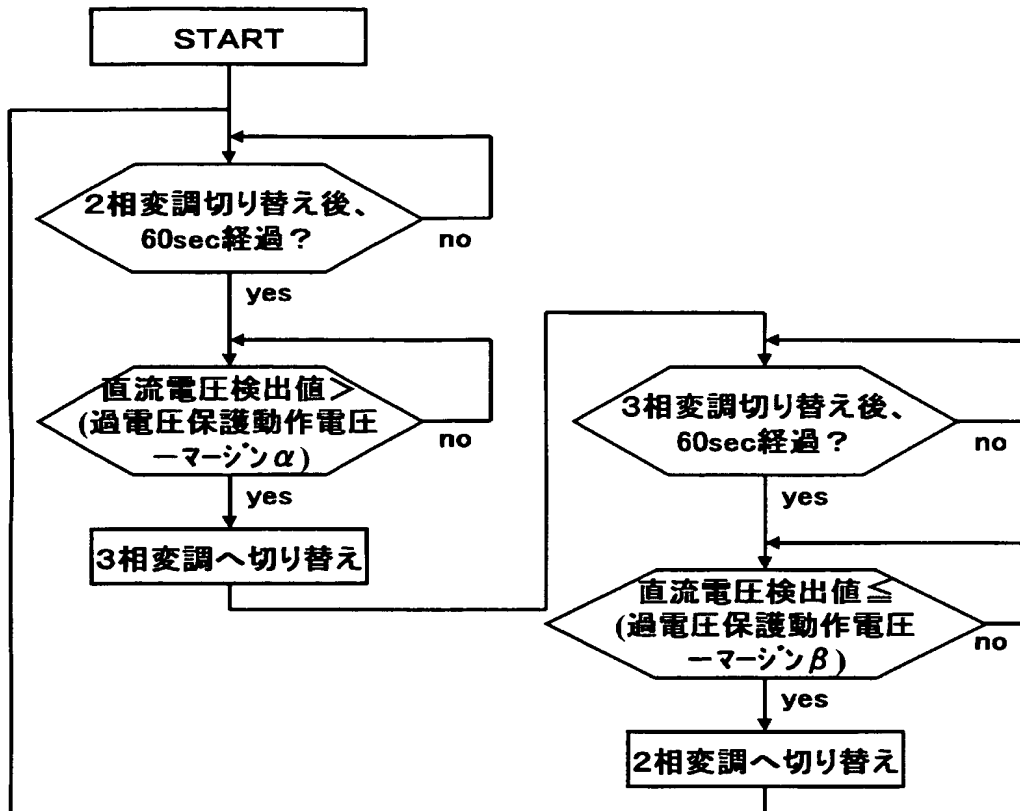 START
2相変調切り替え後、
60sec経過？
no
yes
直流電圧検出値＞
(過電圧保護動作電圧
ーマージンα)
no
yes
3相変調へ切り替え
3相変調切り替え後、
60sec経過？
no
yes
直流電圧検出値≦
(過電圧保護動作電圧
ーマージンβ)
no
yes
2相変調へ切り替え